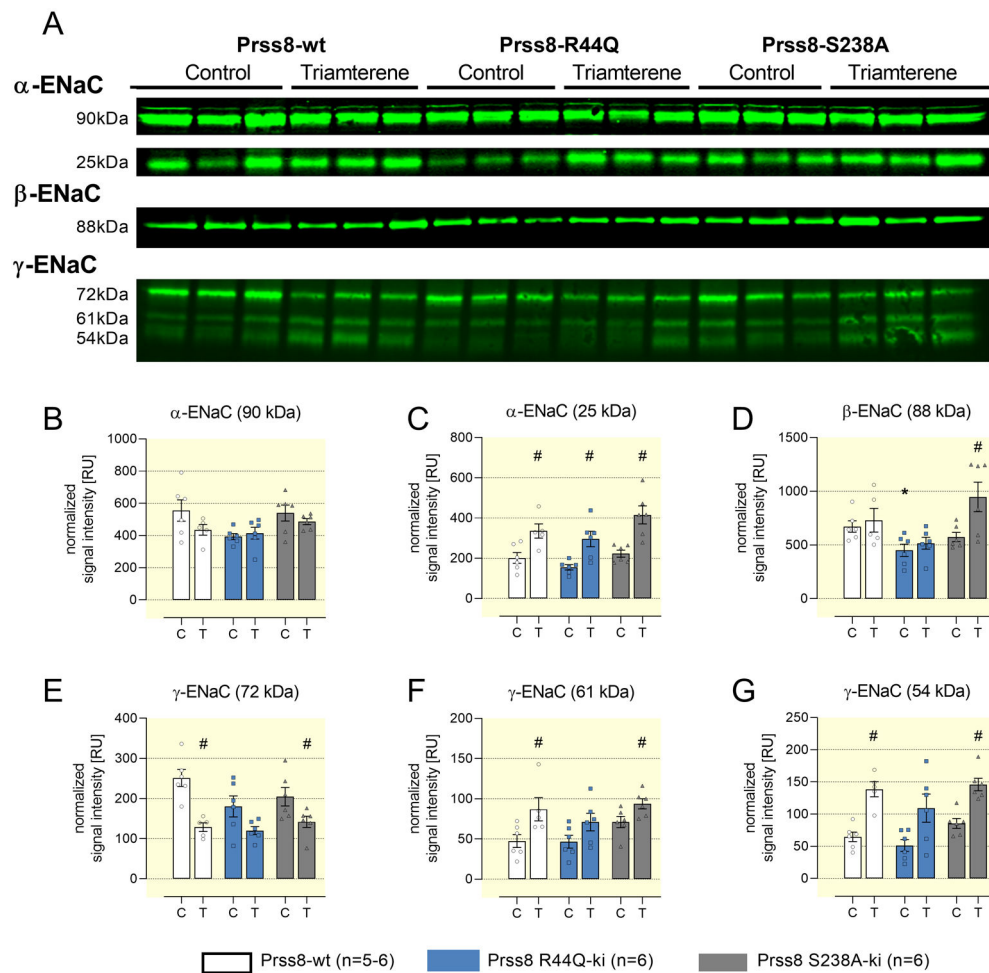 A
Prss8-wt Prss8-R44Q Prss8-S238A
Control Triamterene Control Triamterene Control Triamterene
α-ENaC
90kDa
25kDa
β-ENaC
88kDa
γ-ENaC
72kDa
61kDa
54kDa
B α-ENaC (90 kDa)
normalized
signal intensity [RU]
1000
800
600
400
200
0
C T C T C T
C α-ENaC (25 kDa)
normalized
signal intensity [RU]
800
600
400
200
0
# # #
C T C T C T
D β-ENaC (88 kDa)
normalized
signal intensity [RU]
1500
1000
500
0
* #
C T C T C T
E γ-ENaC (72 kDa)
normalized
signal intensity [RU]
400
300
200
100
0
# #
C T C T C T
F γ-ENaC (61 kDa)
normalized
signal intensity [RU]
200
150
100
50
0
# #
C T C T C T
G γ-ENaC (54 kDa)
normalized
signal intensity [RU]
250
200
150
100
50
0
# #
C T C T C T
Prss8-wt (n=5-6) Prss8 R44Q-ki (n=6) Prss8 S238A-ki (n=6)